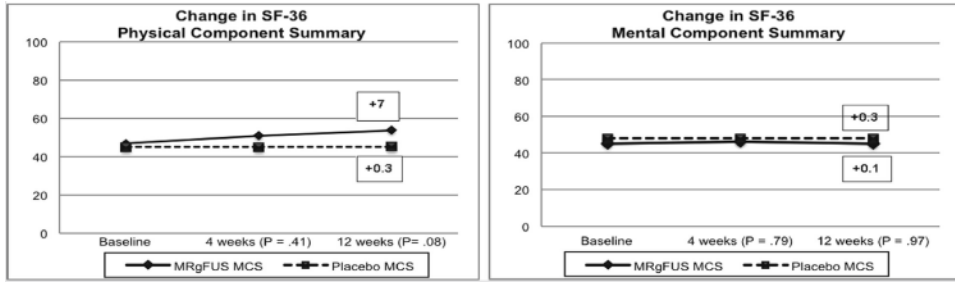 Change in SF-36
Physical Component Summary
100
80
60
40
20
0
+7
+0.3
Baseline
4 weeks (P = .41)
12 weeks (P= .08)
MRgFUS MCS
Placebo MCS
Change in SF-36
Mental Component Summary
100
80
60
40
20
0
+0.3
+0.1
Baseline
4 weeks (P = .79)
12 weeks (P = .97)
MRgFUS MCS
Placebo MCS